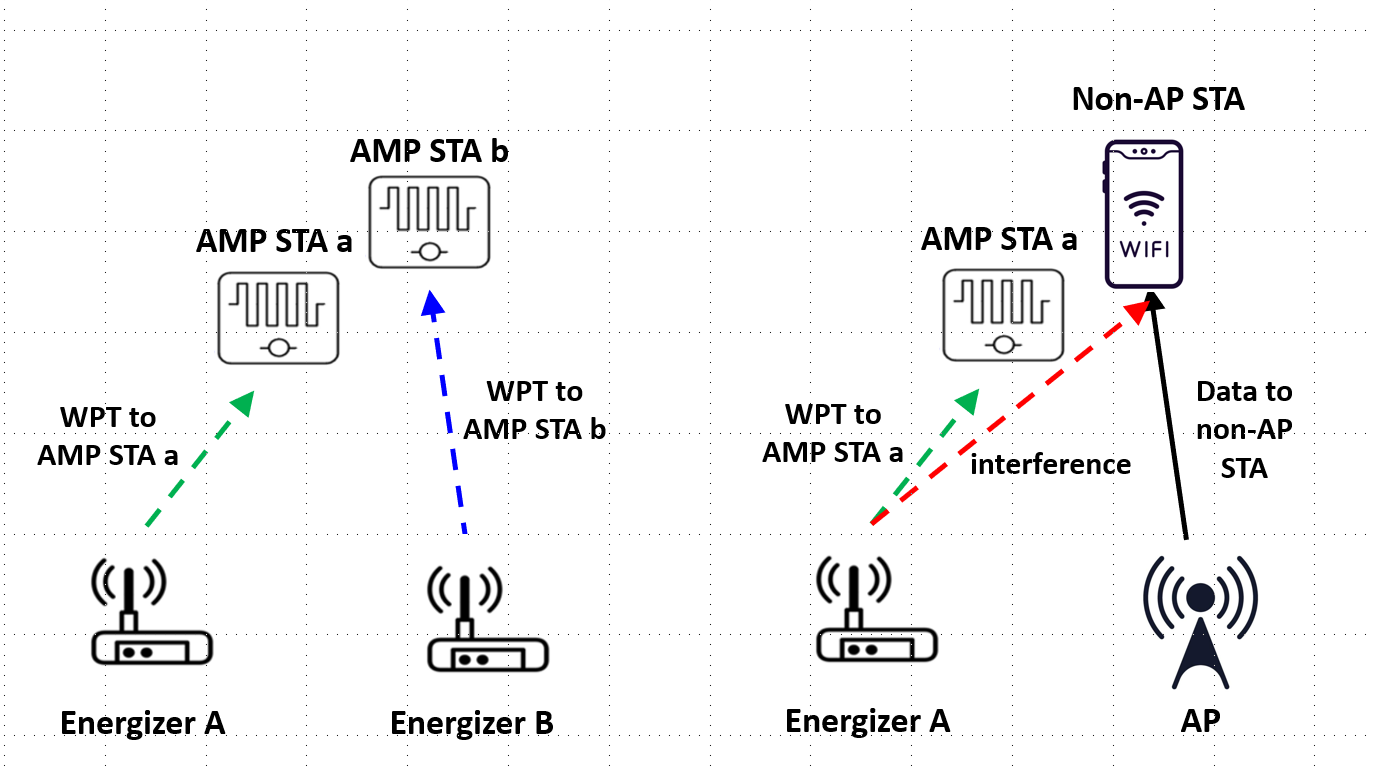 AMP STA b
AMP STA a
WPT to
AMP STA a
WPT to
AMP STA b
Energizer A
Energizer B
Non-AP STA
WIFI
AMP STA a
WPT to
AMP STA a
interference
Data to
non-AP
STA
Energizer A
AP